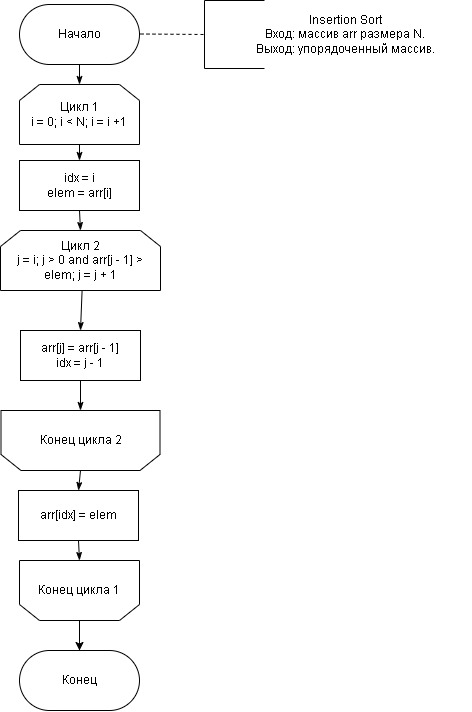 Начало
Insertion Sort
Вход: массив arr размера N.
Выход: упорядоченный массив.
Цикл 1
i = 0; i < N; i = i +1
idx = i
elem = arr[i]
Цикл 2
j = i; j > 0 and arr[j - 1] >
elem; j = j + 1
arr[j] = arr[j - 1]
idx = j - 1
Конец цикла 2
arr[idx] = elem
Конец цикла 1
Конец